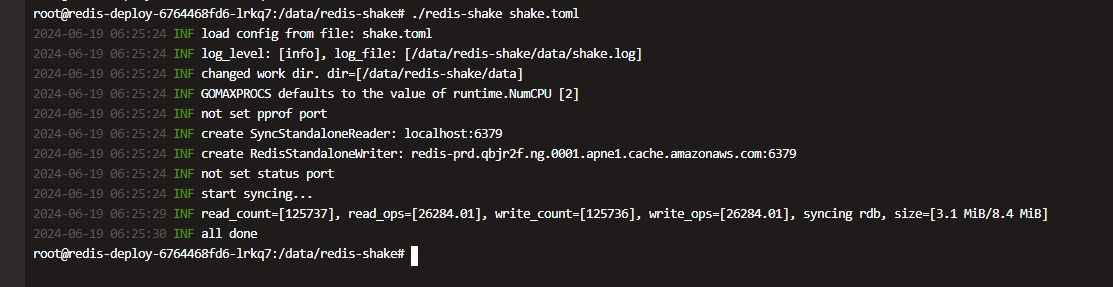 root@redis-deploy-6764468fd6-lrkq7:/data/redis-shake# ./redis-shake shake.toml
2024-06-19 06:25:24 INF load config from file: shake.toml
2024-06-19 06:25:24 INF log_level: [info], log_file: [/data/redis-shake/data/shake.log]
2024-06-19 06:25:24 INF changed work dir. dir=[/data/redis-shake/data]
2024-06-19 06:25:24 INF GOMAXPROCS defaults to the value of runtime.NumCPU [2]
2024-06-19 06:25:24 INF not set pprof port
2024-06-19 06:25:24 INF create SyncStandaloneReader: localhost:6379
2024-06-19 06:25:24 INF create RedisStandaloneWriter: redis-prd.qbjr2f.ng.0001.apne1.cache.amazonaws.com:6379
2024-06-19 06:25:24 INF not set status port
2024-06-19 06:25:24 INF start syncing...
2024-06-19 06:25:29 INF read_count=[125737], read_ops=[26284.01], write_count=[125736], write_ops=[26284.01], syncing rdb, size=[3.1 MiB/8.4 MiB]
2024-06-19 06:25:30 INF all done
root@redis-deploy-6764468fd6-lrkq7:/data/redis-shake#